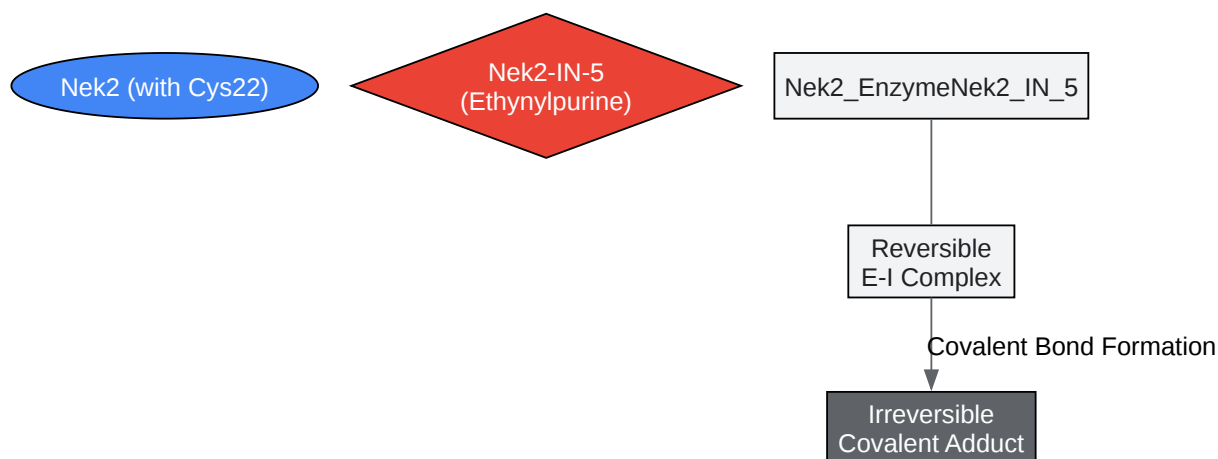 Nek2 (with Cys22)
Nek2-IN-5
(Ethynylpurine)
Nek2_EnzymeNek2_IN_5
Reversible
E-I Complex
Covalent Bond Formation
Irreversible
Covalent Adduct